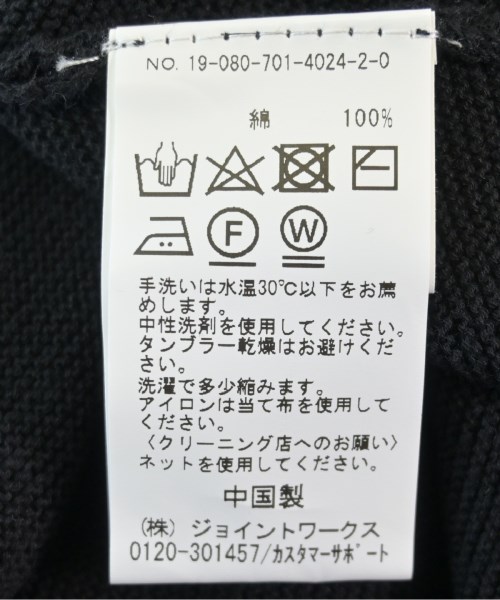 NO. 19-080-701-4024-2-0
綿 100%
F
W
手洗いは水温30℃以下をお薦
めします。
中性洗剤を使用してください。
タンブラー乾燥はお避けくだ
さい。
洗濯で多少縮みます。
アイロンは当て布を使用して
ください。
〈クリーニング店へのお願い〉
ネットを使用してください。
中国製
(株) ジョイントワークス
0120-301457/ｶｽﾀﾏｰｻﾎﾟｰﾄ